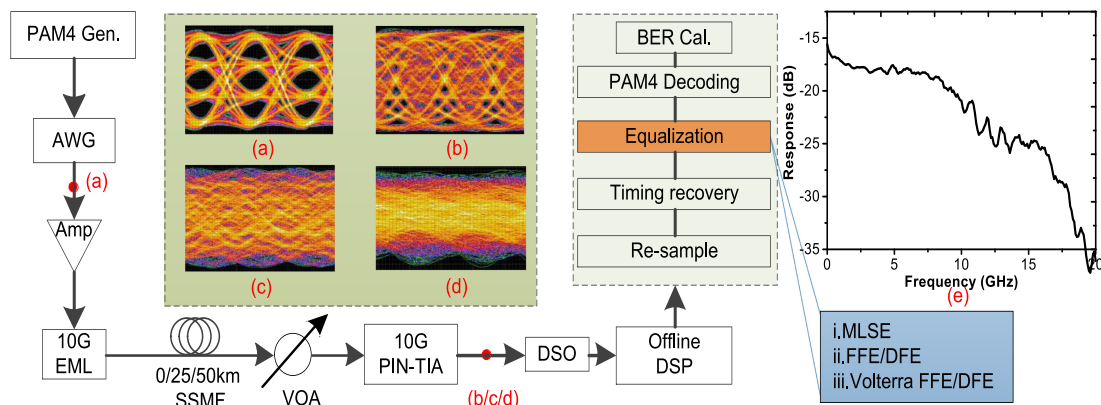 PAM4 Gen.
AWG
(a)
Amp
10G
EML
0/25/50km
SSMF
VOA
10G
PIN-TIA
(b/c/d)
DSO
Offline
DSP
(a)
(b)
(c)
(d)
BER Cal.
PAM4 Decoding
Equalization
Timing recovery
Re-sample
-15
-20
-25
-30
-35
Response (dB)
0
5
10
15
20
Frequency (GHz)
(e)
i.MLSE
ii.FFE/DFE
iii.Volterra FFE/DFE